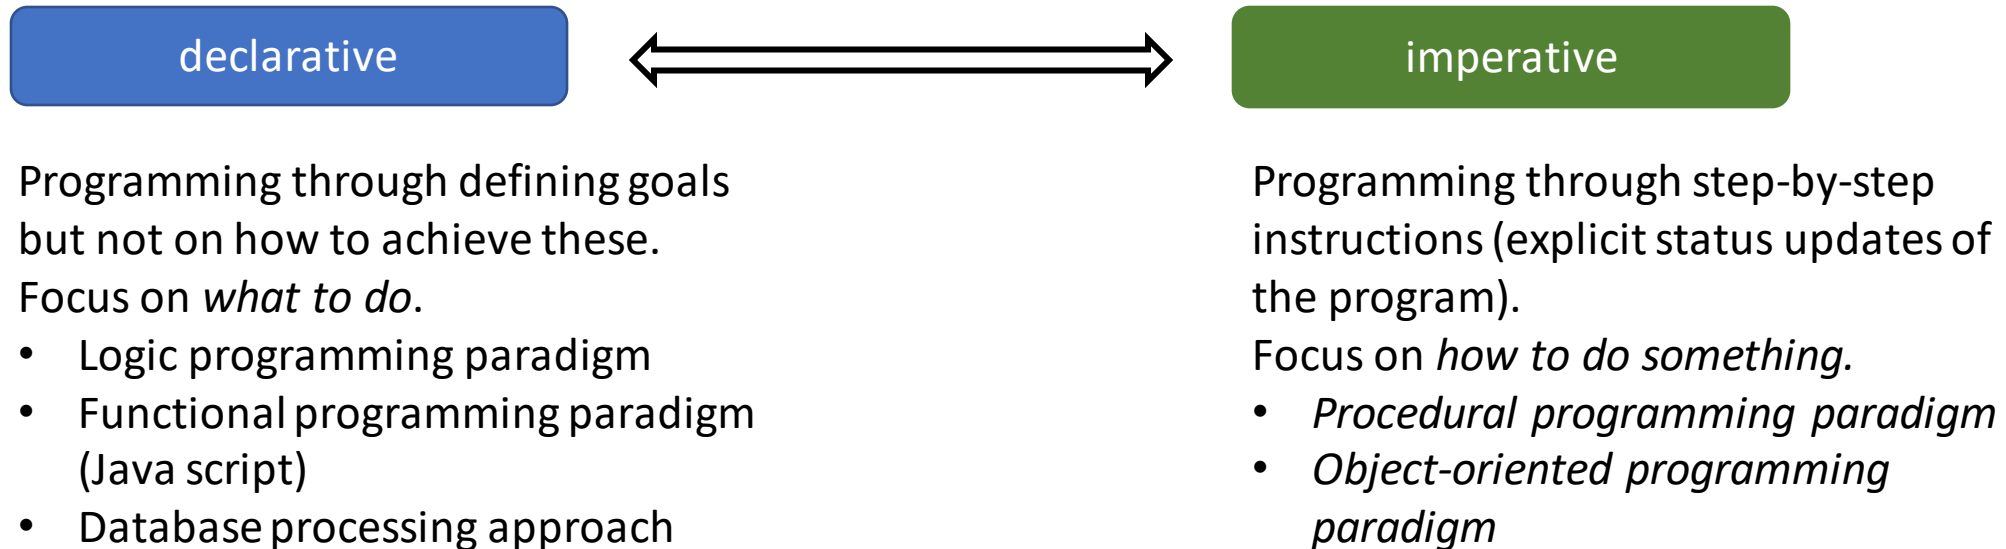 declarative
imperative
Programming through defining goals
but not on how to achieve these.
Focus on what to do.
• Logic programming paradigm
• Functional programming paradigm
(Java script)
• Database processing approach
Programming through step-by-step
instructions (explicit status updates of
the program).
Focus on how to do something.
• Procedural programming paradigm
• Object-oriented programming
paradigm